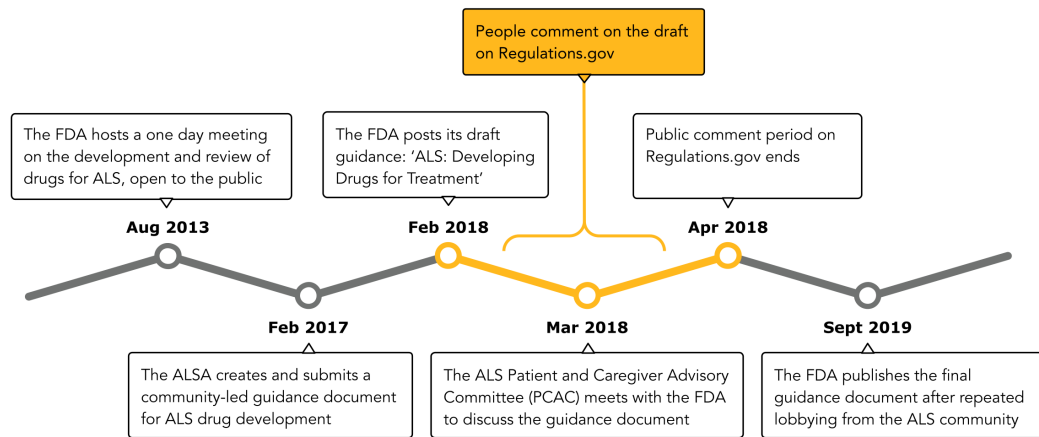 People comment on the draft
on Regulations.gov
The FDA hosts a one day meeting
on the development and review of
drugs for ALS, open to the public
The FDA posts its draft
guidance: ‘ALS: Developing
Drugs for Treatment’
Public comment period on
Regulations.gov ends
Aug 2013
Feb 2018
Apr 2018
Feb 2017
Mar 2018
Sept 2019
The ALSA creates and submits a
community-led guidance document
for ALS drug development
The ALS Patient and Caregiver Advisory
Committee (PCAC) meets with the FDA
to discuss the guidance document
The FDA publishes the final
guidance document after repeated
lobbying from the ALS community